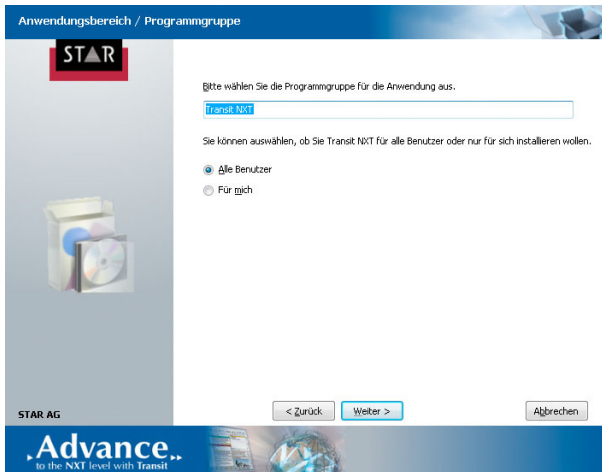 Anwendungsbereich / Programmgruppe
STAR
Bitte wählen Sie die Programmgruppe für die Anwendung aus.
Transit NXT
Sie können auswählen, ob Sie Transit NXT für alle Benutzer oder nur für sich installieren wollen.
Alle Benutzer
Für mich
STAR AG
< Zurück
Weiter >
Abbrechen
Advance
to the NXT level with Transit